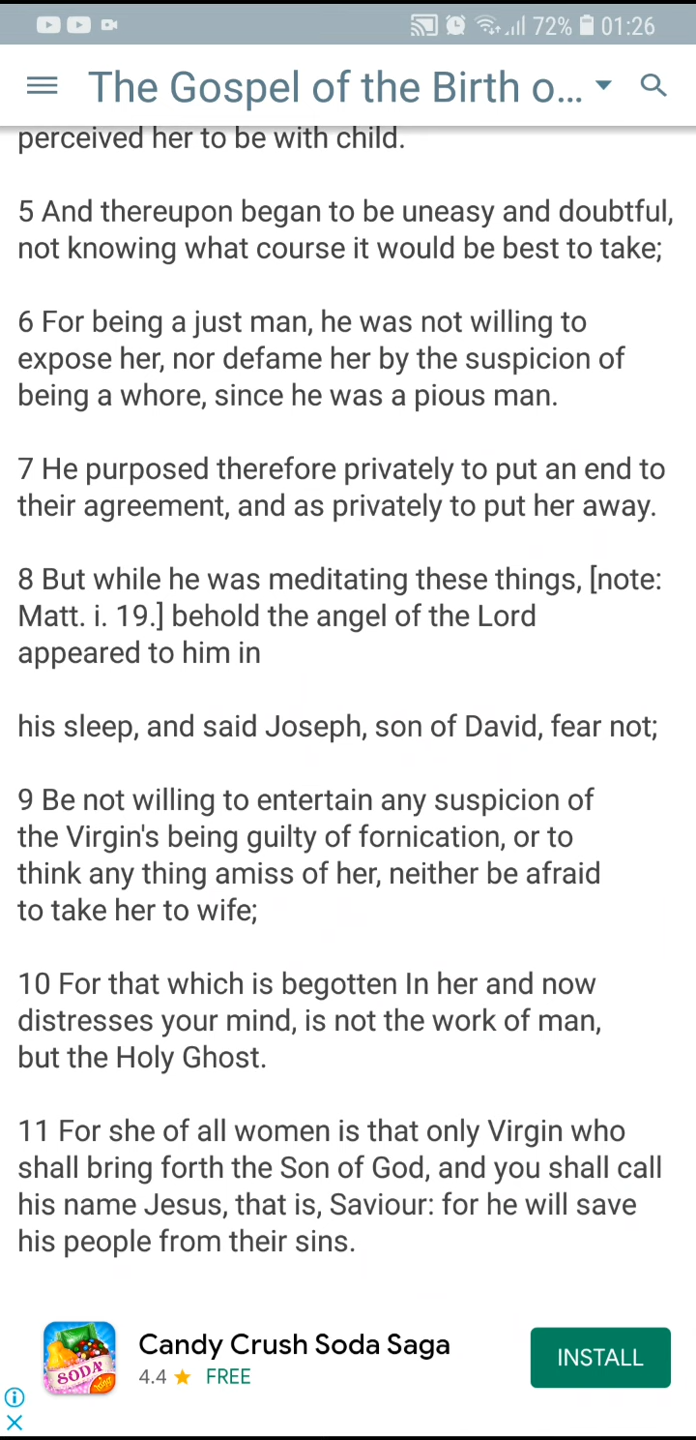 72% 01:26
The Gospel of the Birth o...
perceived her to be with child.
5 And thereupon began to be uneasy and doubtful,
not knowing what course it would be best to take;
6 For being a just man, he was not willing to
expose her, nor defame her by the suspicion of
being a whore, since he was a pious man.
7 He purposed therefore privately to put an end to
their agreement, and as privately to put her away.
8 But while he was meditating these things, [note:
Matt. i. 19.] behold the angel of the Lord
appeared to him in
his sleep, and said Joseph, son of David, fear not;
9 Be not willing to entertain any suspicion of
the Virgin's being guilty of fornication, or to
think any thing amiss of her, neither be afraid
to take her to wife;
10 For that which is begotten In her and now
distresses your mind, is not the work of man,
but the Holy Ghost.
11 For she of all women is that only Virgin who
shall bring forth the Son of God, and you shall call
his name Jesus, that is, Saviour: for he will save
his people from their sins.
SODA
King
Candy Crush Soda Saga
4.4 ★ FREE
INSTALL